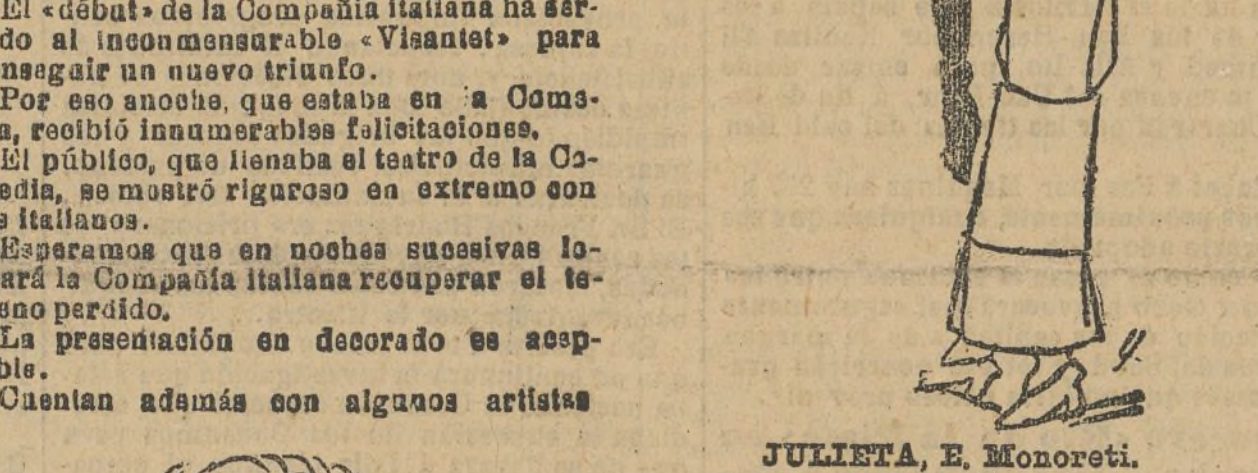 El «début» de la Compañía italiana ha ser-
do al inconmensurable «Visantet» para
nseguir un nuevo triunfo.
Por eso anoche, que estaba en a Come-
a, recibió innumerables felicitaciones.
El público, que llenaba el teatro de la Co-
edia, se mostró riguroso en extremo con
s italianos.
Esperamos que en noches sucesivas lo-
ará la Compañía italiana recuperar el te-
eno perdido.
La presentación en decorado es acep-
ble.
Cuentan además con algunos artistas
JULIETA, E. Monoreti.